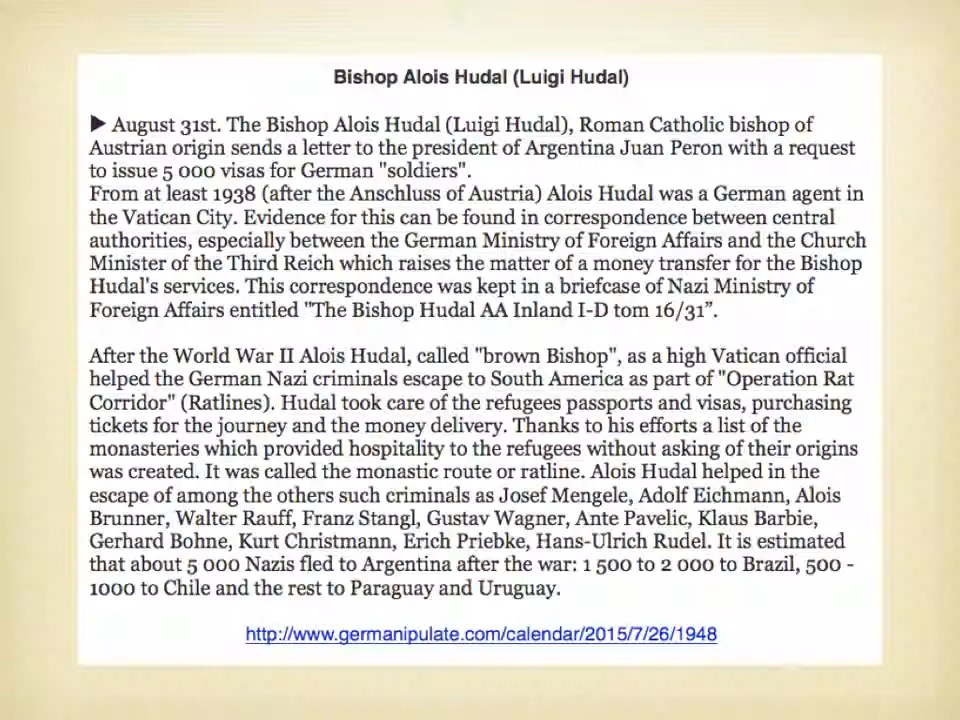 Bishop Alois Hudal (Luigi Hudal)
▶ August 31st. The Bishop Alois Hudal (Luigi Hudal), Roman Catholic bishop of
Austrian origin sends a letter to the president of Argentina Juan Peron with a request
to issue 5 000 visas for German "soldiers".
From at least 1938 (after the Anschluss of Austria) Alois Hudal was a German agent in
the Vatican City. Evidence for this can be found in correspondence between central
authorities, especially between the German Ministry of Foreign Affairs and the Church
Minister of the Third Reich which raises the matter of a money transfer for the Bishop
Hudal's services. This correspondence was kept in a briefcase of Nazi Ministry of
Foreign Affairs entitled "The Bishop Hudal AA Inland I-D tom 16/31”.
After the World War II Alois Hudal, called "brown Bishop", as a high Vatican official
helped the German Nazi criminals escape to South America as part of "Operation Rat
Corridor" (Ratlines). Hudal took care of the refugees passports and visas, purchasing
tickets for the journey and the money delivery. Thanks to his efforts a list of the
monasteries which provided hospitality to the refugees without asking of their origins
was created. It was called the monastic route or ratline. Alois Hudal helped in the
escape of among the others such criminals as Josef Mengele, Adolf Eichmann, Alois
Brunner, Walter Rauff, Franz Stangl, Gustav Wagner, Ante Pavelic, Klaus Barbie,
Gerhard Bohne, Kurt Christmann, Erich Priebke, Hans-Ulrich Rudel. It is estimated
that about 5 000 Nazis fled to Argentina after the war: 1 500 to 2 000 to Brazil, 500 -
1000 to Chile and the rest to Paraguay and Uruguay.
http://www.germanipulate.com/calendar/2015/7/26/1948